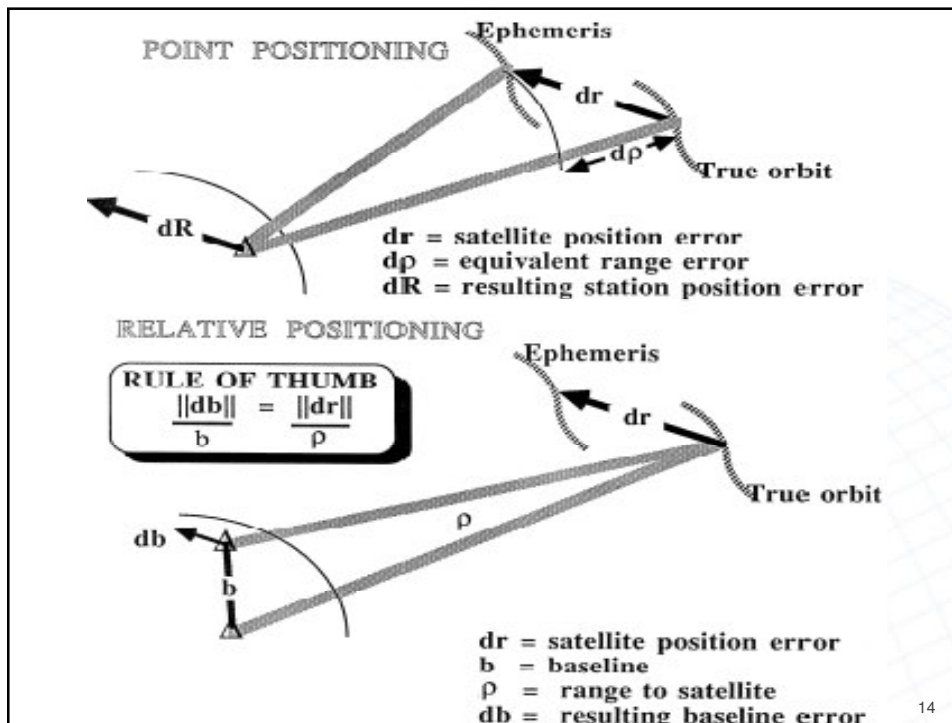 POINT POSITIONING
Ephemeris
dr
dρ
True orbit
dR
dr = satellite position error
dρ = equivalent range error
dR = resulting station position error
RELATIVE POSITIONING
Ephemeris
RULE OF THUMB
||db|| = ||dr||
b ρ
dr
True orbit
ρ
db
b
dr = satellite position error
b = baseline
ρ = range to satellite
db = resulting baseline error
14